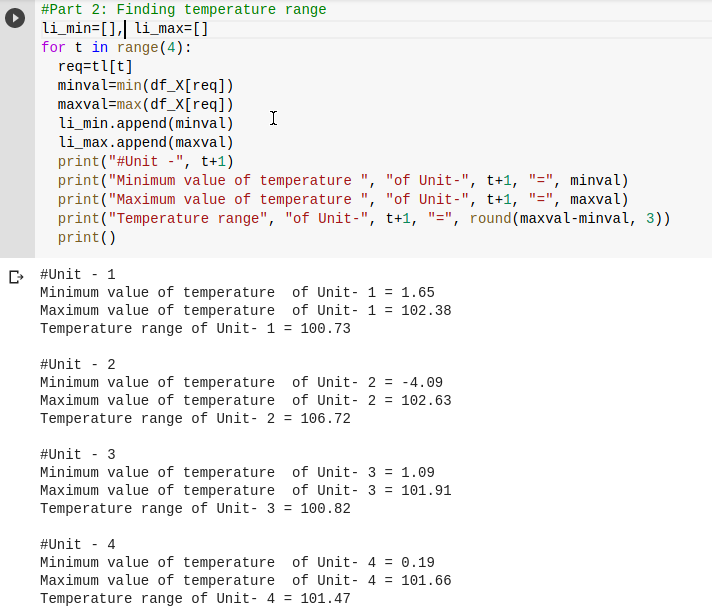 #Part 2: Finding temperature range
li_min=[], li_max=[]
for t in range(4):
  req=tl[t]
  minval=min(df_X[req])
  maxval=max(df_X[req])
  li_min.append(minval)
  li_max.append(maxval)
  print("#Unit -", t+1)
  print("Minimum value of temperature ", "of Unit-", t+1, "=", minval)
  print("Maximum value of temperature ", "of Unit-", t+1, "=", maxval)
  print("Temperature range", "of Unit-", t+1, "=", round(maxval-minval, 3))
  print()
#Unit - 1
Minimum value of temperature  of Unit- 1 = 1.65
Maximum value of temperature  of Unit- 1 = 102.38
Temperature range of Unit- 1 = 100.73
#Unit - 2
Minimum value of temperature  of Unit- 2 = -4.09
Maximum value of temperature  of Unit- 2 = 102.63
Temperature range of Unit- 2 = 106.72
#Unit - 3
Minimum value of temperature  of Unit- 3 = 1.09
Maximum value of temperature  of Unit- 3 = 101.91
Temperature range of Unit- 3 = 100.82
#Unit - 4
Minimum value of temperature  of Unit- 4 = 0.19
Maximum value of temperature  of Unit- 4 = 101.66
Temperature range of Unit- 4 = 101.47